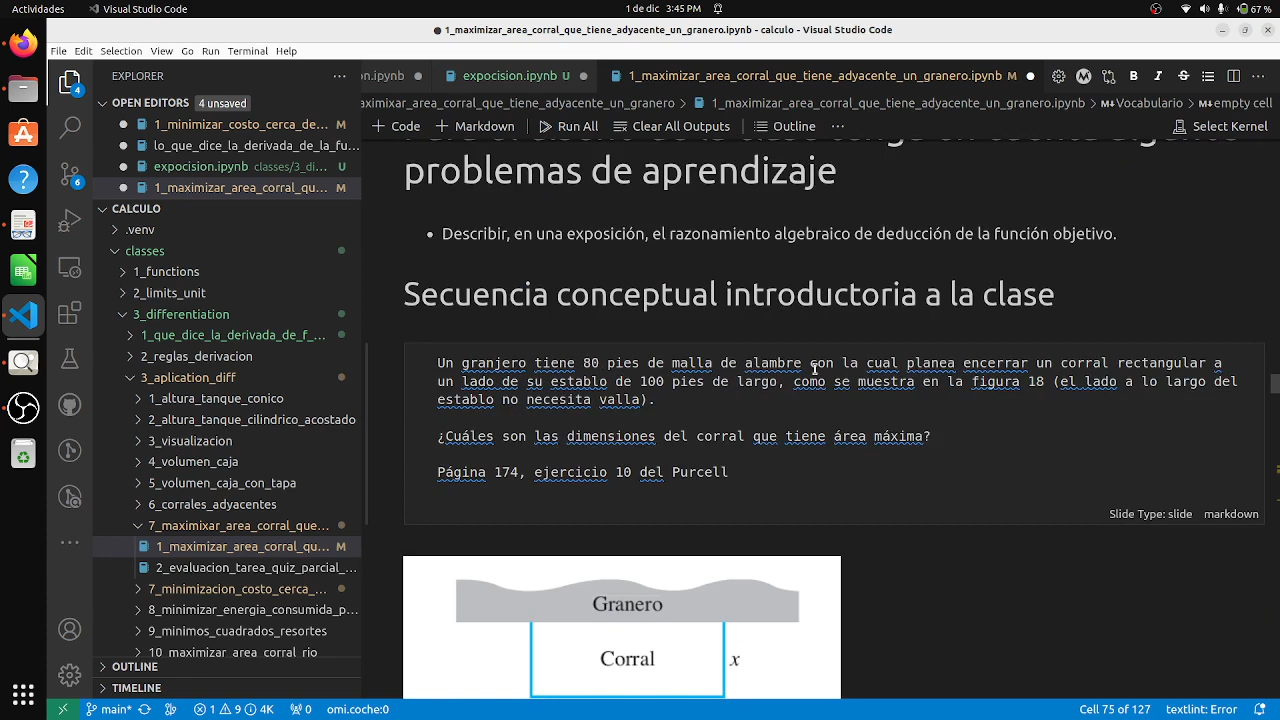 Actividades
Visual Studio Code
1 de dic 3:45 PM
67 %
1_maximizar_area_corral_que_tiene_adyacente_un_granero.ipynb - calculo - Visual Studio Code
File Edit Selection View Go Run Terminal Help
EXPLORER
on.ipynb
expocision.ipynb U
1_maximizar_area_corral_que_tiene_adyacente_un_granero.ipynb M
OPEN EDITORS 4 unsaved
aximixar_area_corral_que_tiene_adyacente_un_granero > 1_maximizar_area_corral_que_tiene_adyacente_un_granero.ipynb > Vocabulario > empty cell
1_minimizar_costo_cerca_de... M
+ Code + Markdown Run All Clear All Outputs Outline ... Select Kernel
lo_que_dice_la_derivada_de_la_fu...
expocision.ipynb classes/3_di... U
1_maximizar_area_corral_qu... M
problemas de aprendizaje
CALCULO
.venv
classes
1_functions
2_limits_unit
3_differentiation
1_que_dice_la_derivada_de_f_...
2_reglas_derivacion
3_aplication_diff
1_altura_tanque_conico
2_altura_tanque_cilindrico_acostado
3_visualizacion
4_volumen_caja
5_volumen_caja_con_tapa
6_corrales_adyacentes
7_maximixar_area_corral_que...
1_maximizar_area_corral_qu... M
2_evaluacion_tarea_quiz_parcial_...
7_minimizacion_costo_cerca_...
8_minimizar_energia_consumida_p...
9_minimos_cuadrados_resortes
10_maximizar_area_corral_rio
OUTLINE
TIMELINE
• Describir, en una exposición, el razonamiento algebraico de deducción de la función objetivo.
Secuencia conceptual introductoria a la clase
Un granjero tiene 80 pies de malla de alambre con la cual planea encerrar un corral rectangular a
un lado de su establo de 100 pies de largo, como se muestra en la figura 18 (el lado a lo largo del
establo no necesita valla).
¿Cuáles son las dimensiones del corral que tiene área máxima?
Página 174, ejercicio 10 del Purcell
Slide Type: slide markdown
Granero
Corral
x
4
6
main* 1 9 4K 0 omi.coche:0
Cell 75 of 127 textlint: Error